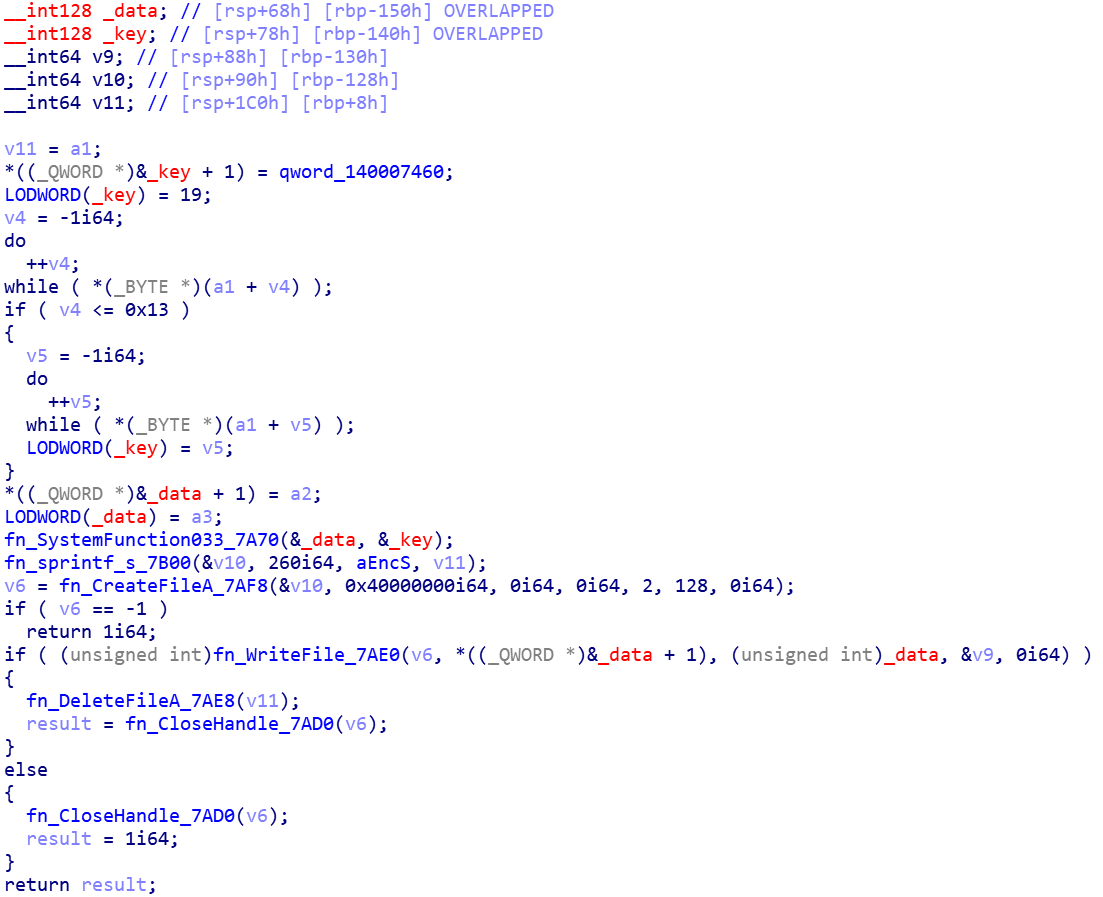 __int128 _data; // [rsp+68h] [rbp-150h] OVERLAPPED
__int128 _key; // [rsp+78h] [rbp-140h] OVERLAPPED
__int64 v9; // [rsp+88h] [rbp-130h]
__int64 v10; // [rsp+90h] [rbp-128h]
__int64 v11; // [rsp+1C0h] [rbp+8h]

v11 = a1;
*((_QWORD *)&_key + 1) = qword_140007460;
LODWORD(_key) = 19;
v4 = -1i64;
do
  ++v4;
while ( *(_BYTE *)(a1 + v4) );
if ( v4 <= 0x13 )
{
  v5 = -1i64;
  do
    ++v5;
  while ( *(_BYTE *)(a1 + v5) );
  LODWORD(_key) = v5;
}
*((_QWORD *)&_data + 1) = a2;
LODWORD(_data) = a3;
fn_SystemFunction033_7A70(&_data, &_key);
fn_sprintf_s_7B00(&v10, 260i64, aEncS, v11);
v6 = fn_CreateFileA_7AF8(&v10, 0x40000000i64, 0i64, 0i64, 2, 128, 0i64);
if ( v6 == -1 )
  return 1i64;
if ( (unsigned int)fn_WriteFile_7AE0(v6, *((_QWORD *)&_data + 1), (unsigned int)_data, &v9, 0i64) )
{
  fn_DeleteFileA_7AE8(v11);
  result = fn_CloseHandle_7AD0(v6);
}
else
{
  fn_CloseHandle_7AD0(v6);
  result = 1i64;
}
return result;